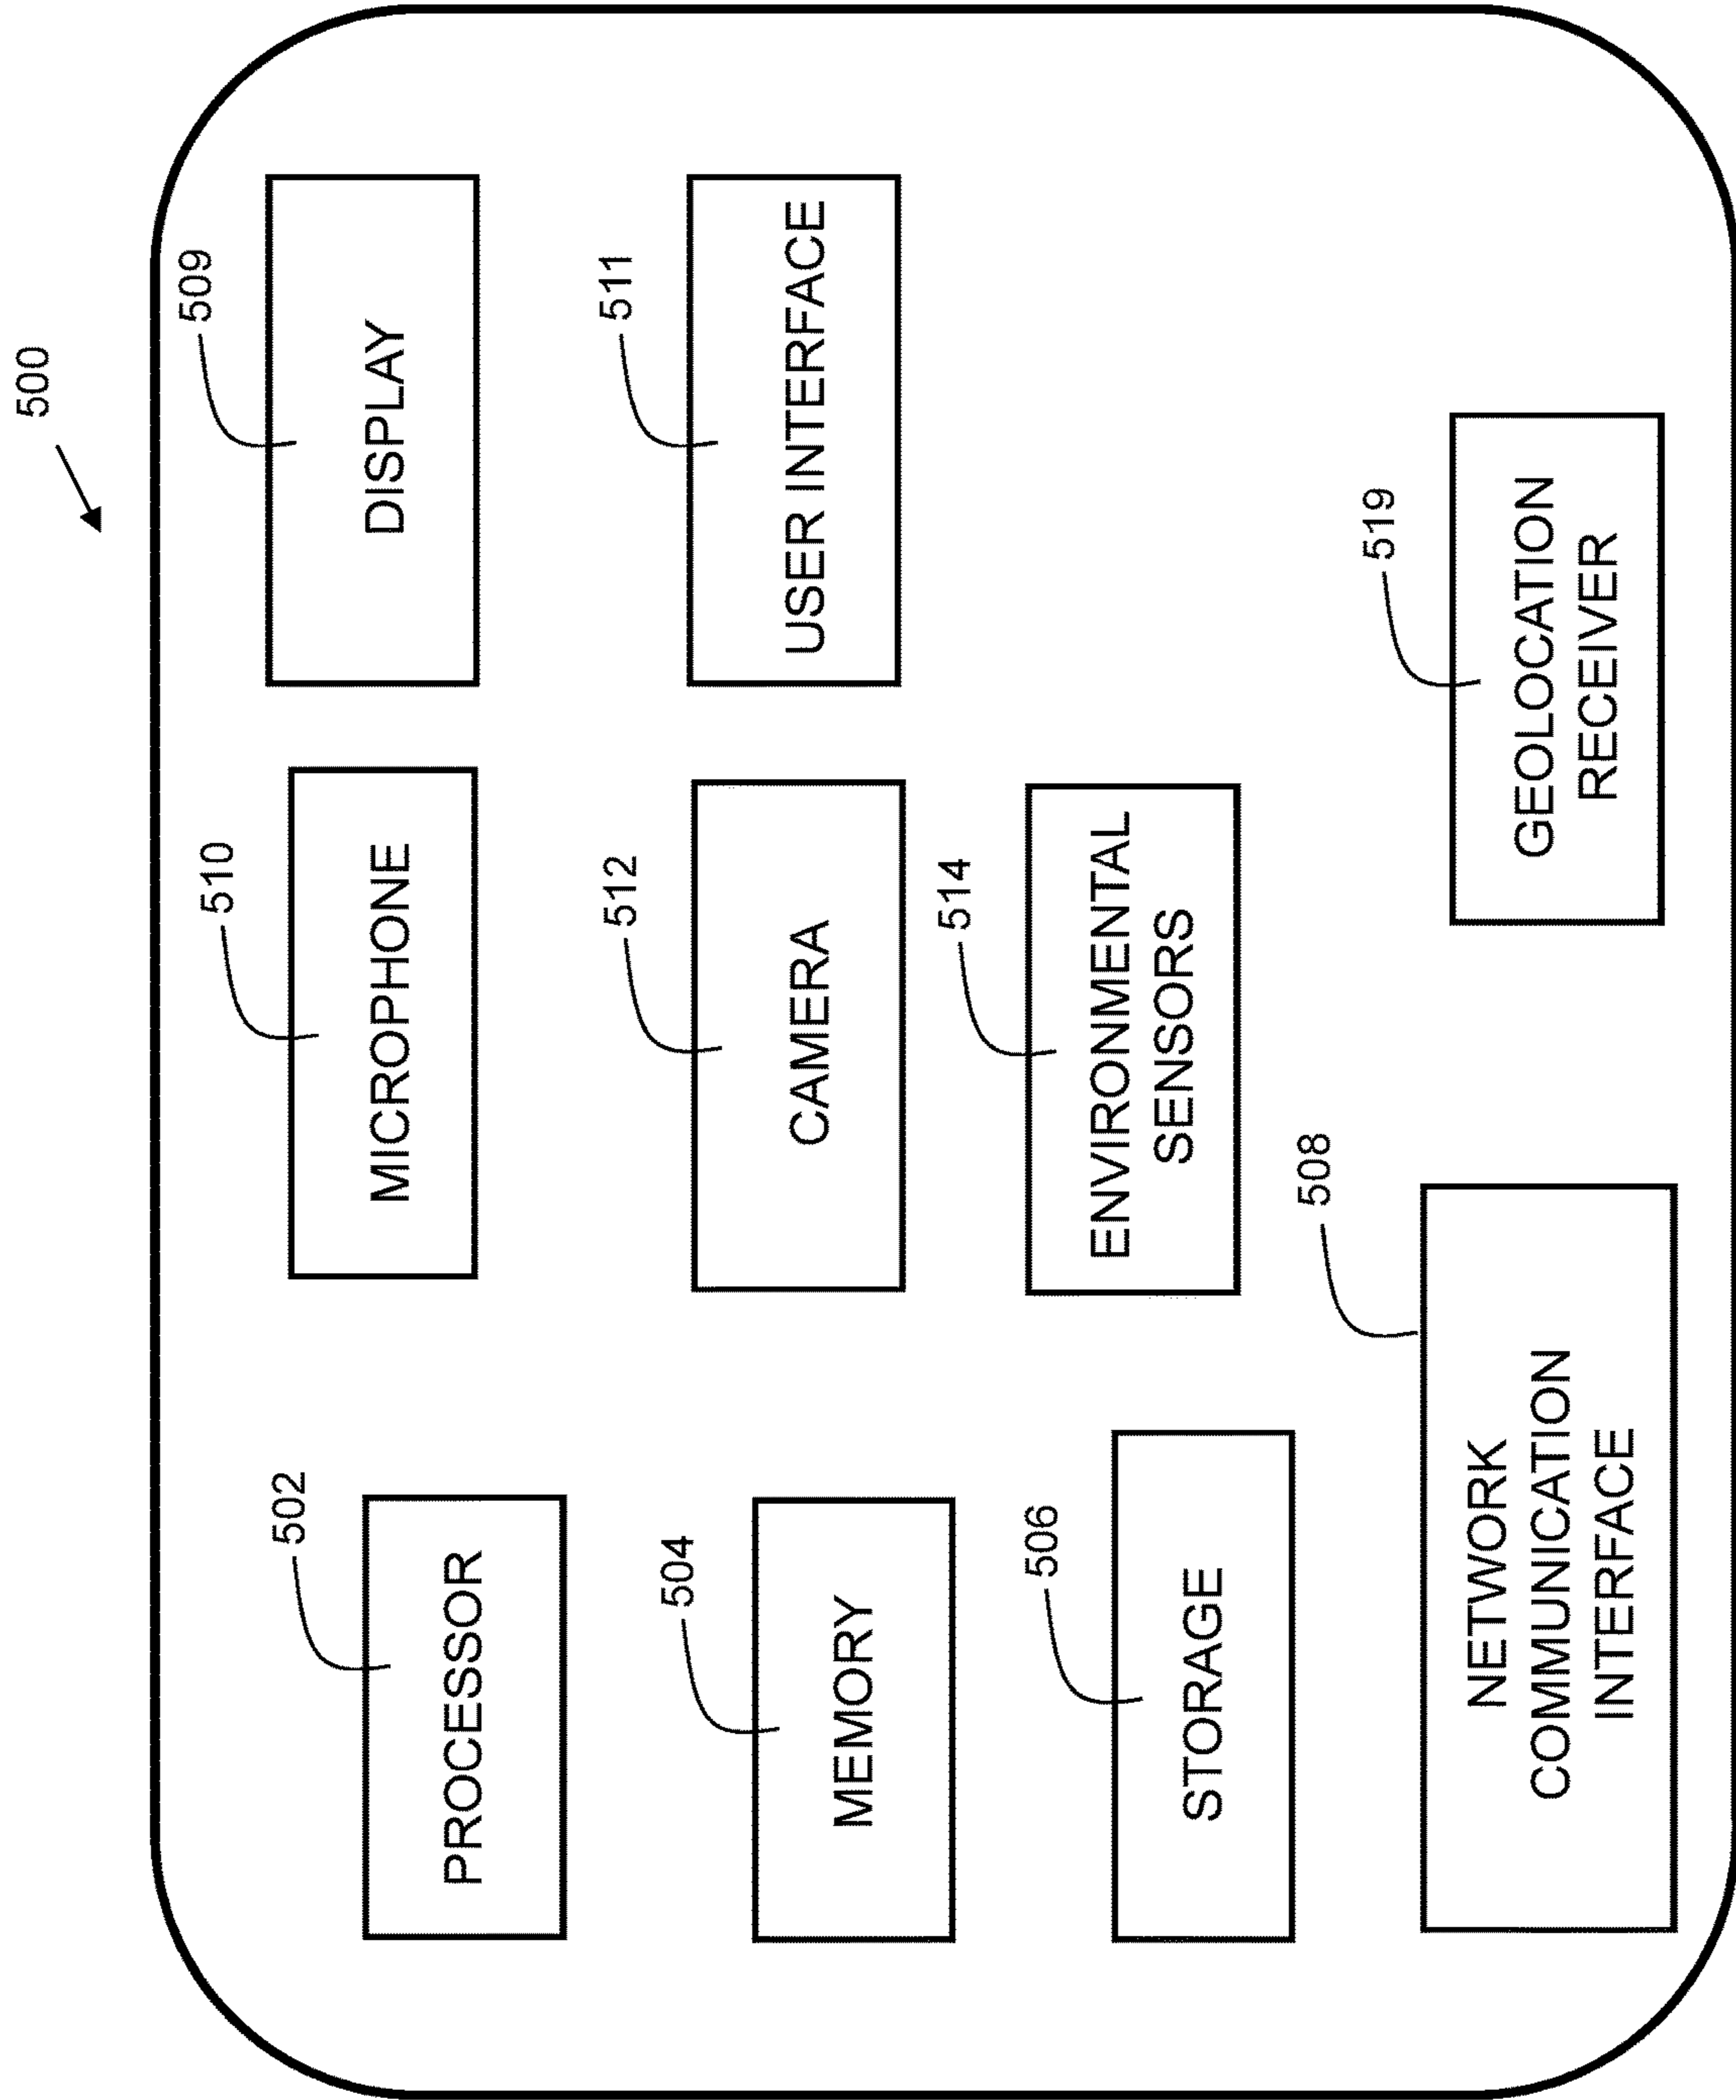 500
502
PROCESSOR
510
MICROPHONE
509
DISPLAY
504
MEMORY
512
CAMERA
511
USER INTERFACE
506
STORAGE
514
ENVIRONMENTAL
SENSORS
508
NETWORK
COMMUNICATION
INTERFACE
519
GEOLOCATION
RECEIVER